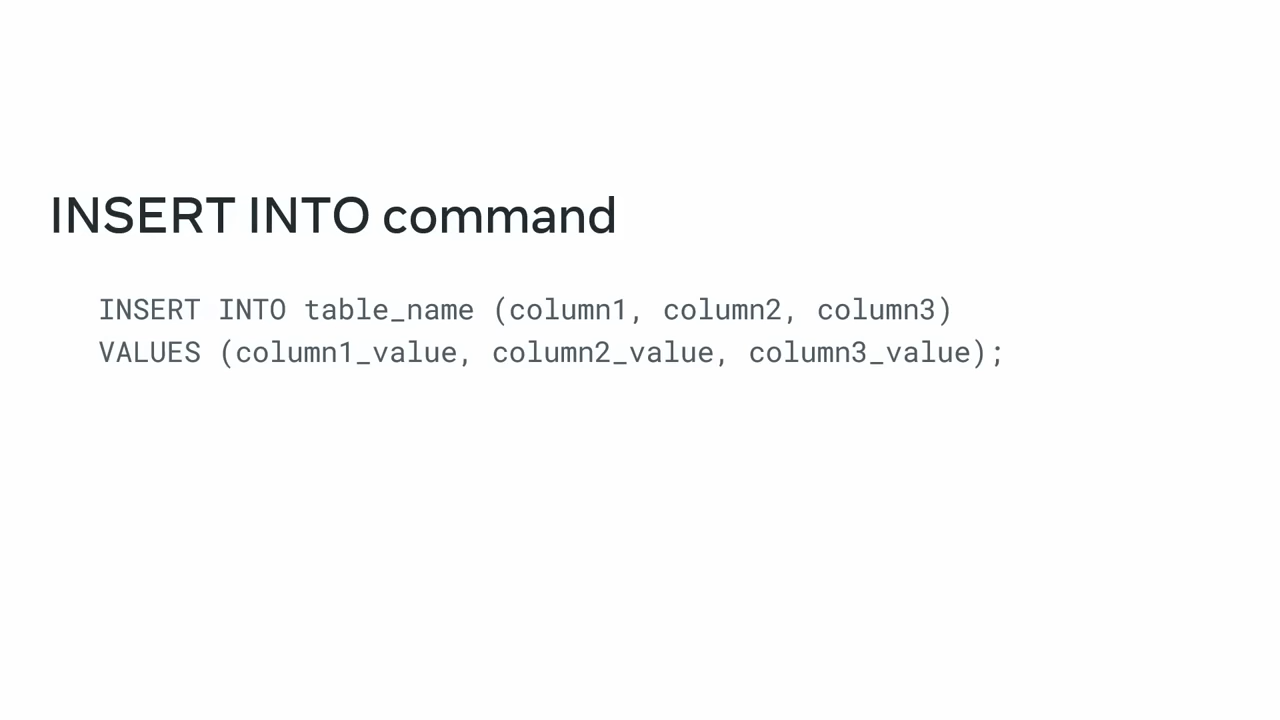 INSERT INTO command
INSERT INTO table_name (column1, column2, column3)
VALUES (column1_value, column2_value, column3_value);